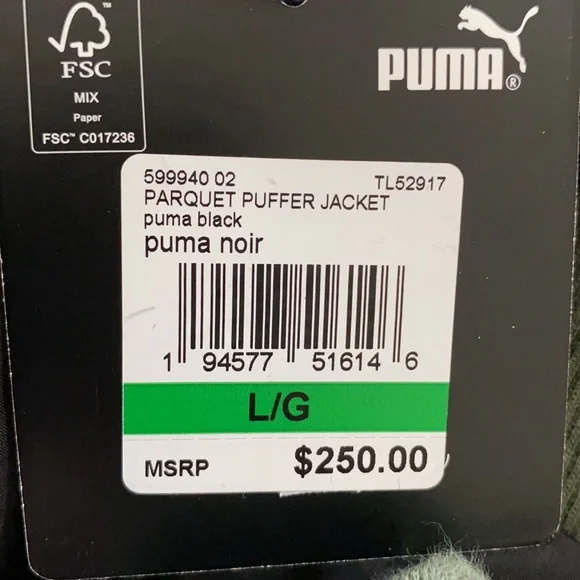 FSC
MIX
Paper
FSC™ C017236
PUMA®
599940 02 TL52917
PARQUET PUFFER JACKET
puma black
puma noir
1 94577 51614 6
L/G
MSRP $250.00